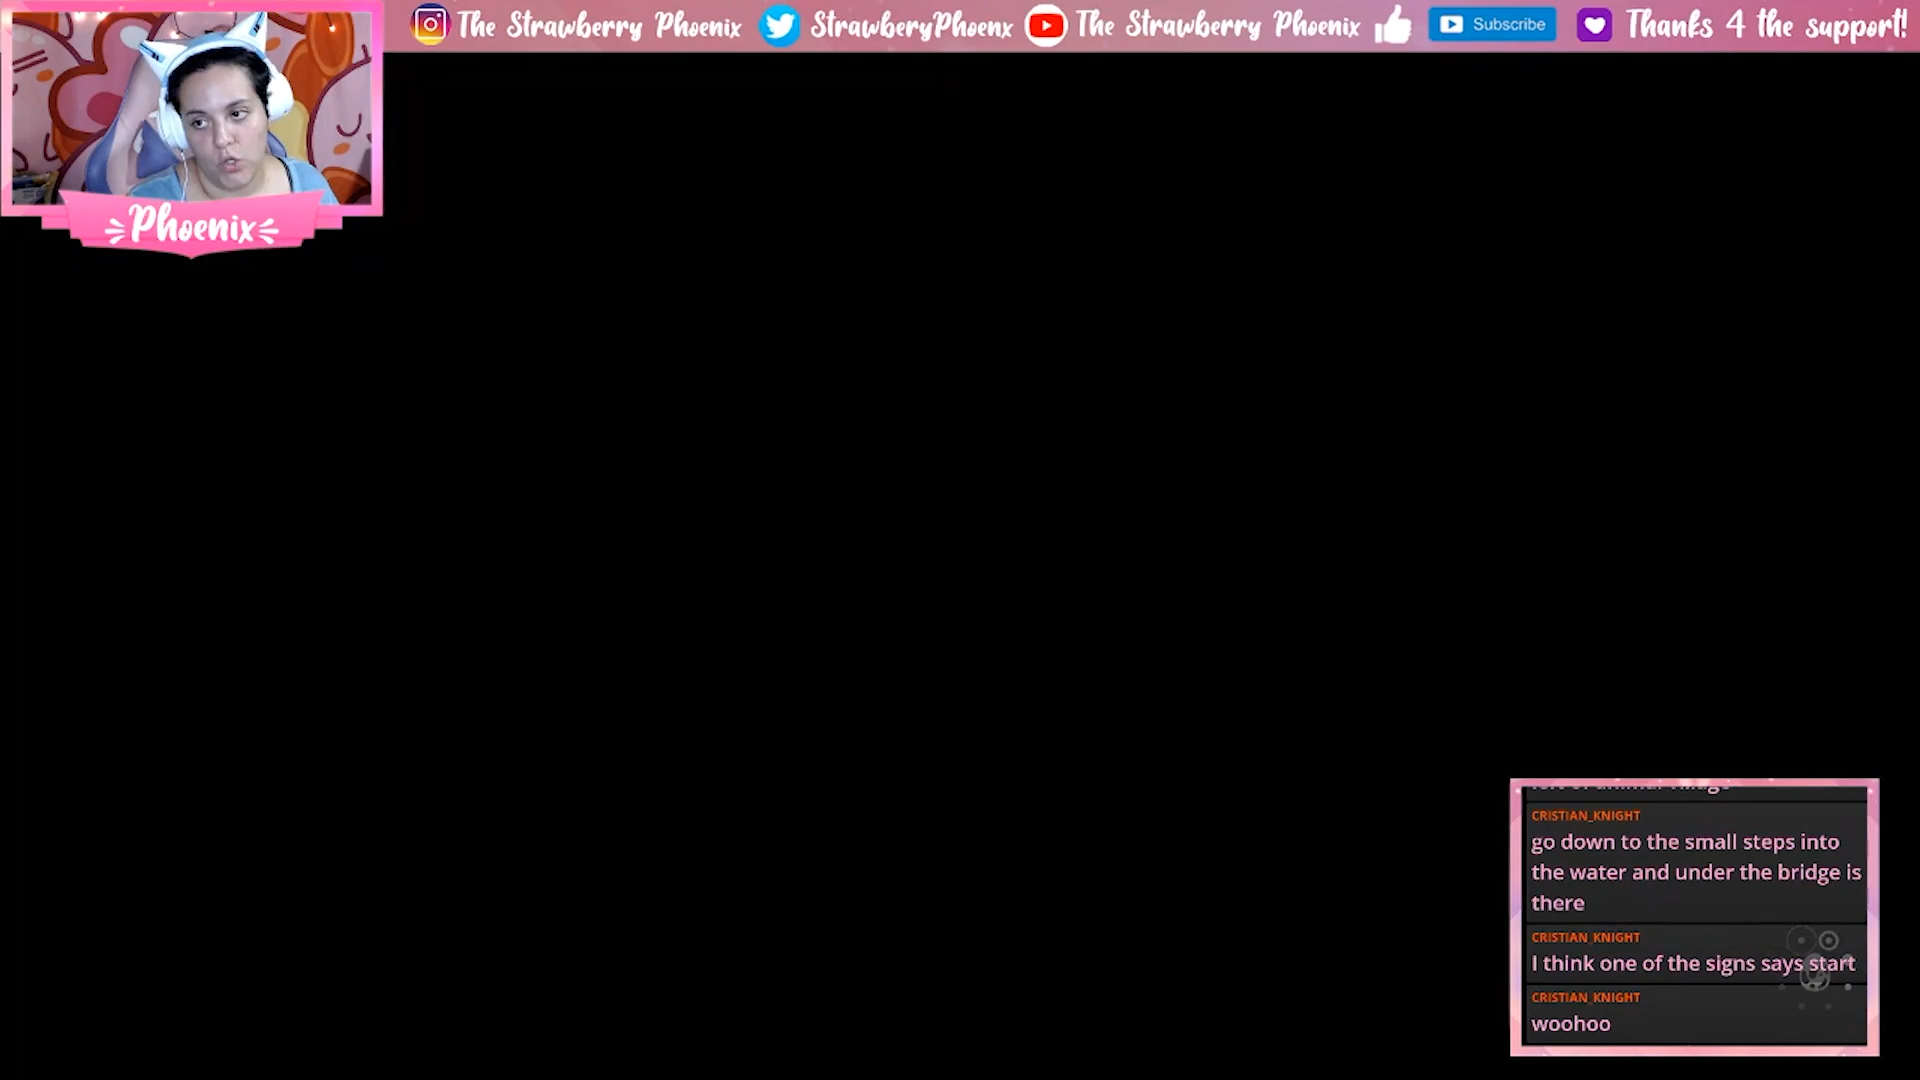 The Strawberry Phoenix StrawberyPhoenx The Strawberry Phoenix Subscribe Thanks 4 the support!
Phoenix
CRISTIAN_KNIGHT
go down to the small steps into
the water and under the bridge is
there
CRISTIAN_KNIGHT
I think one of the signs says start
CRISTIAN_KNIGHT
woohoo